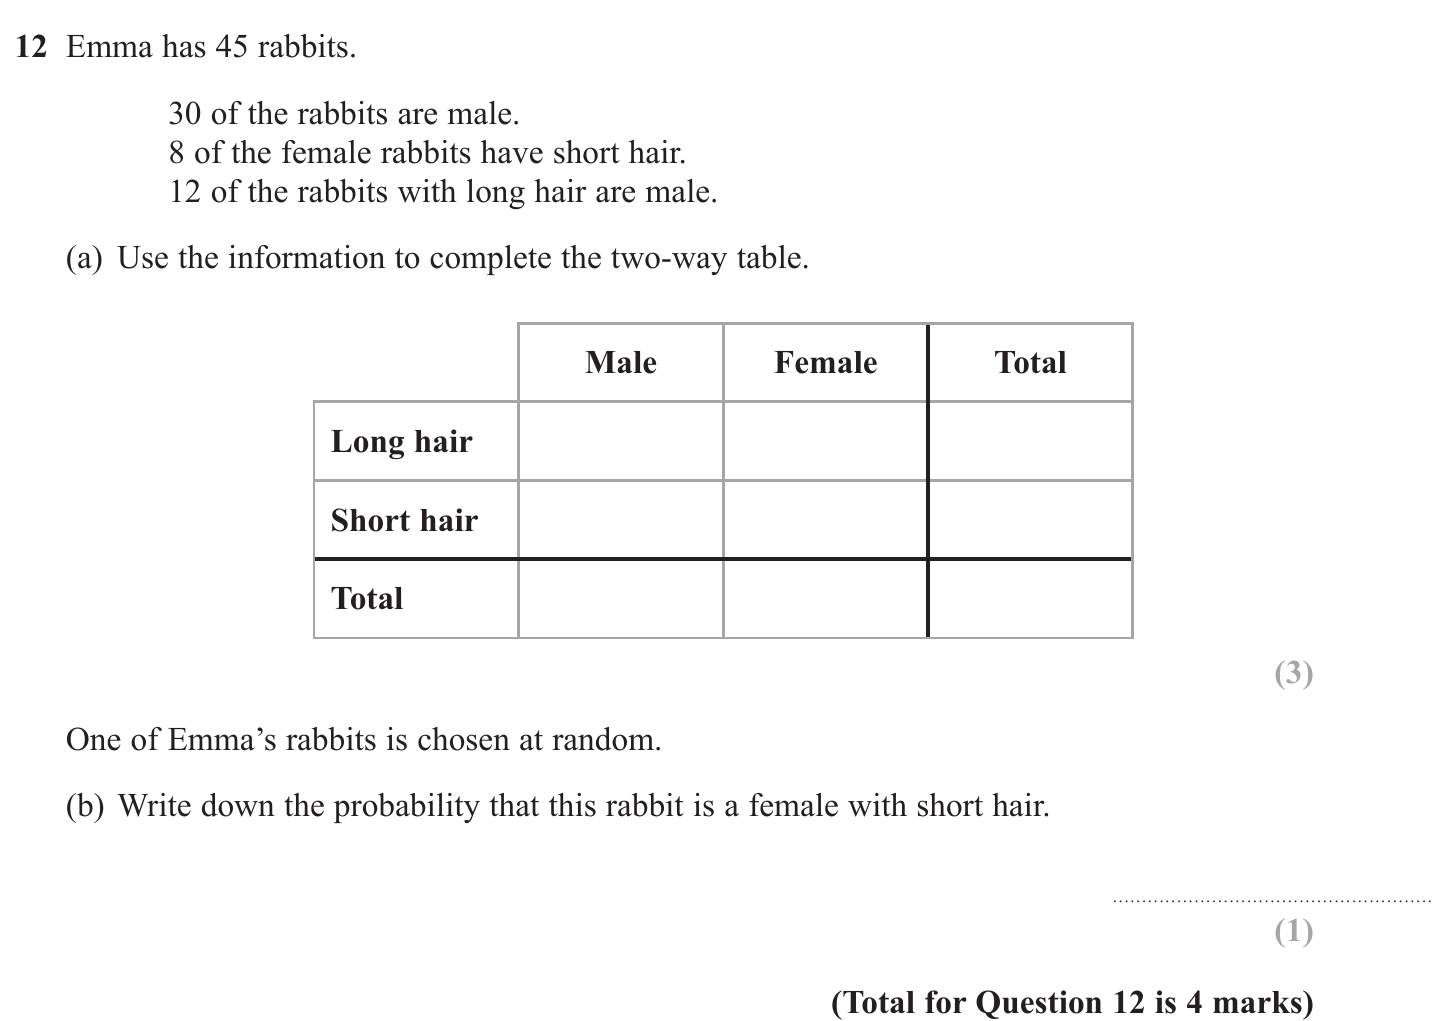 12 Emma has 45 rabbits.
30 of the rabbits are male.
8 of the female rabbits have short hair.
12 of the rabbits with long hair are male.
(a) Use the information to complete the two-way table.
Male Female Total
Long hair
Short hair
Total
(3)
One of Emma’s rabbits is chosen at random.
(b) Write down the probability that this rabbit is a female with short hair.
(1)
(Total for Question 12 is 4 marks)